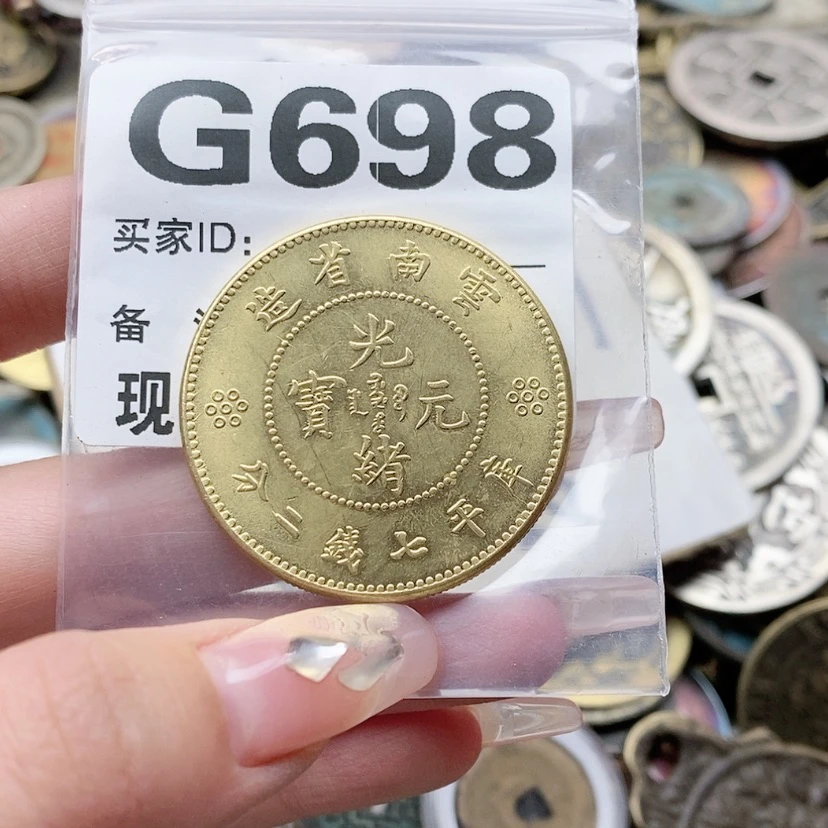 G698
买家ID:
备
现
雲南省造
光緒元寶
庫平七錢二分